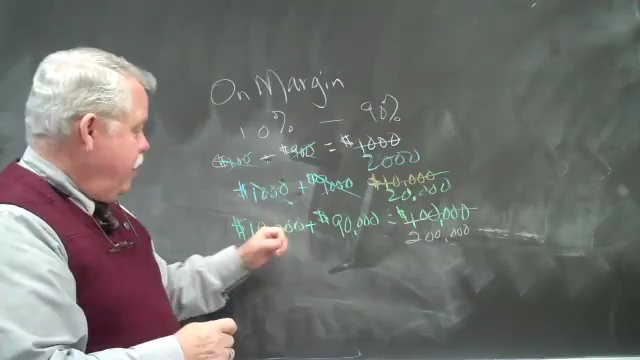 On Margin
10% — 90%
$100 + $900 = $1000
2000
$1000 + $9000 $10,000
20,000
$10,000 + $90,000 = $100,000
200,000